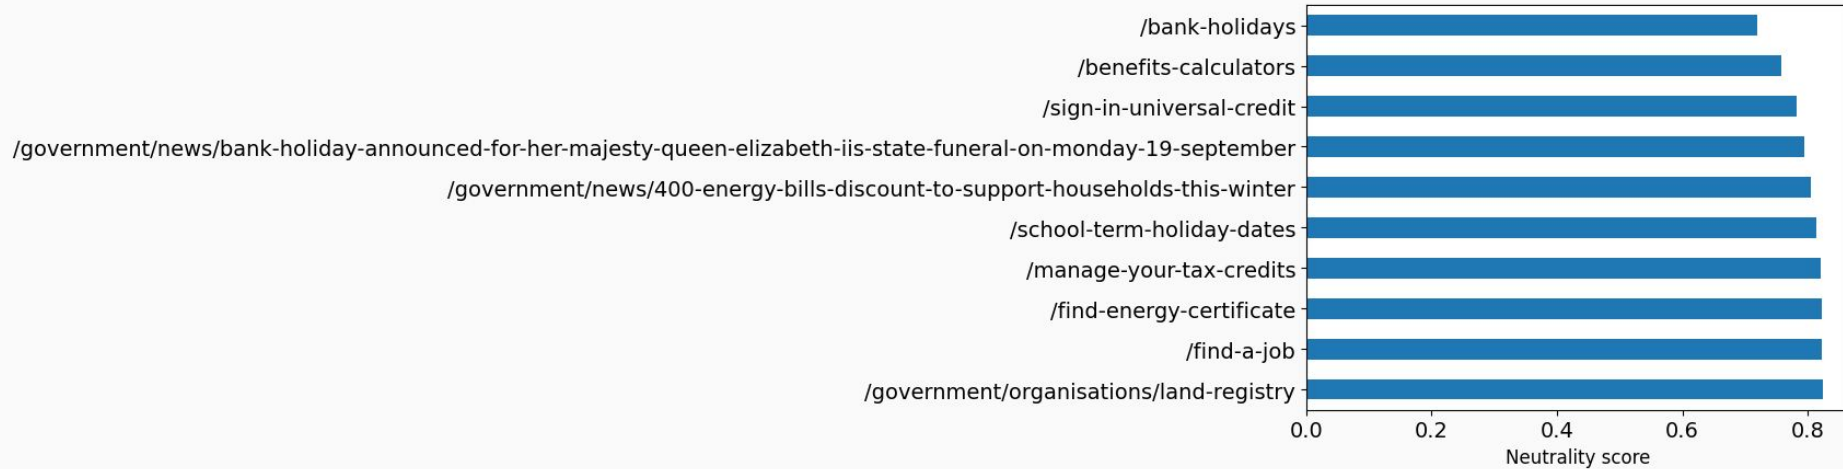 /bank-holidays
/benefits-calculators
/sign-in-universal-credit
/government/news/bank-holiday-announced-for-her-majesty-queen-elizabeth-iis-state-funeral-on-monday-19-september
/government/news/400-energy-bills-discount-to-support-households-this-winter
/school-term-holiday-dates
/manage-your-tax-credits
/find-energy-certificate
/find-a-job
/government/organisations/land-registry
0.0 0.2 0.4 0.6 0.8
Neutrality score